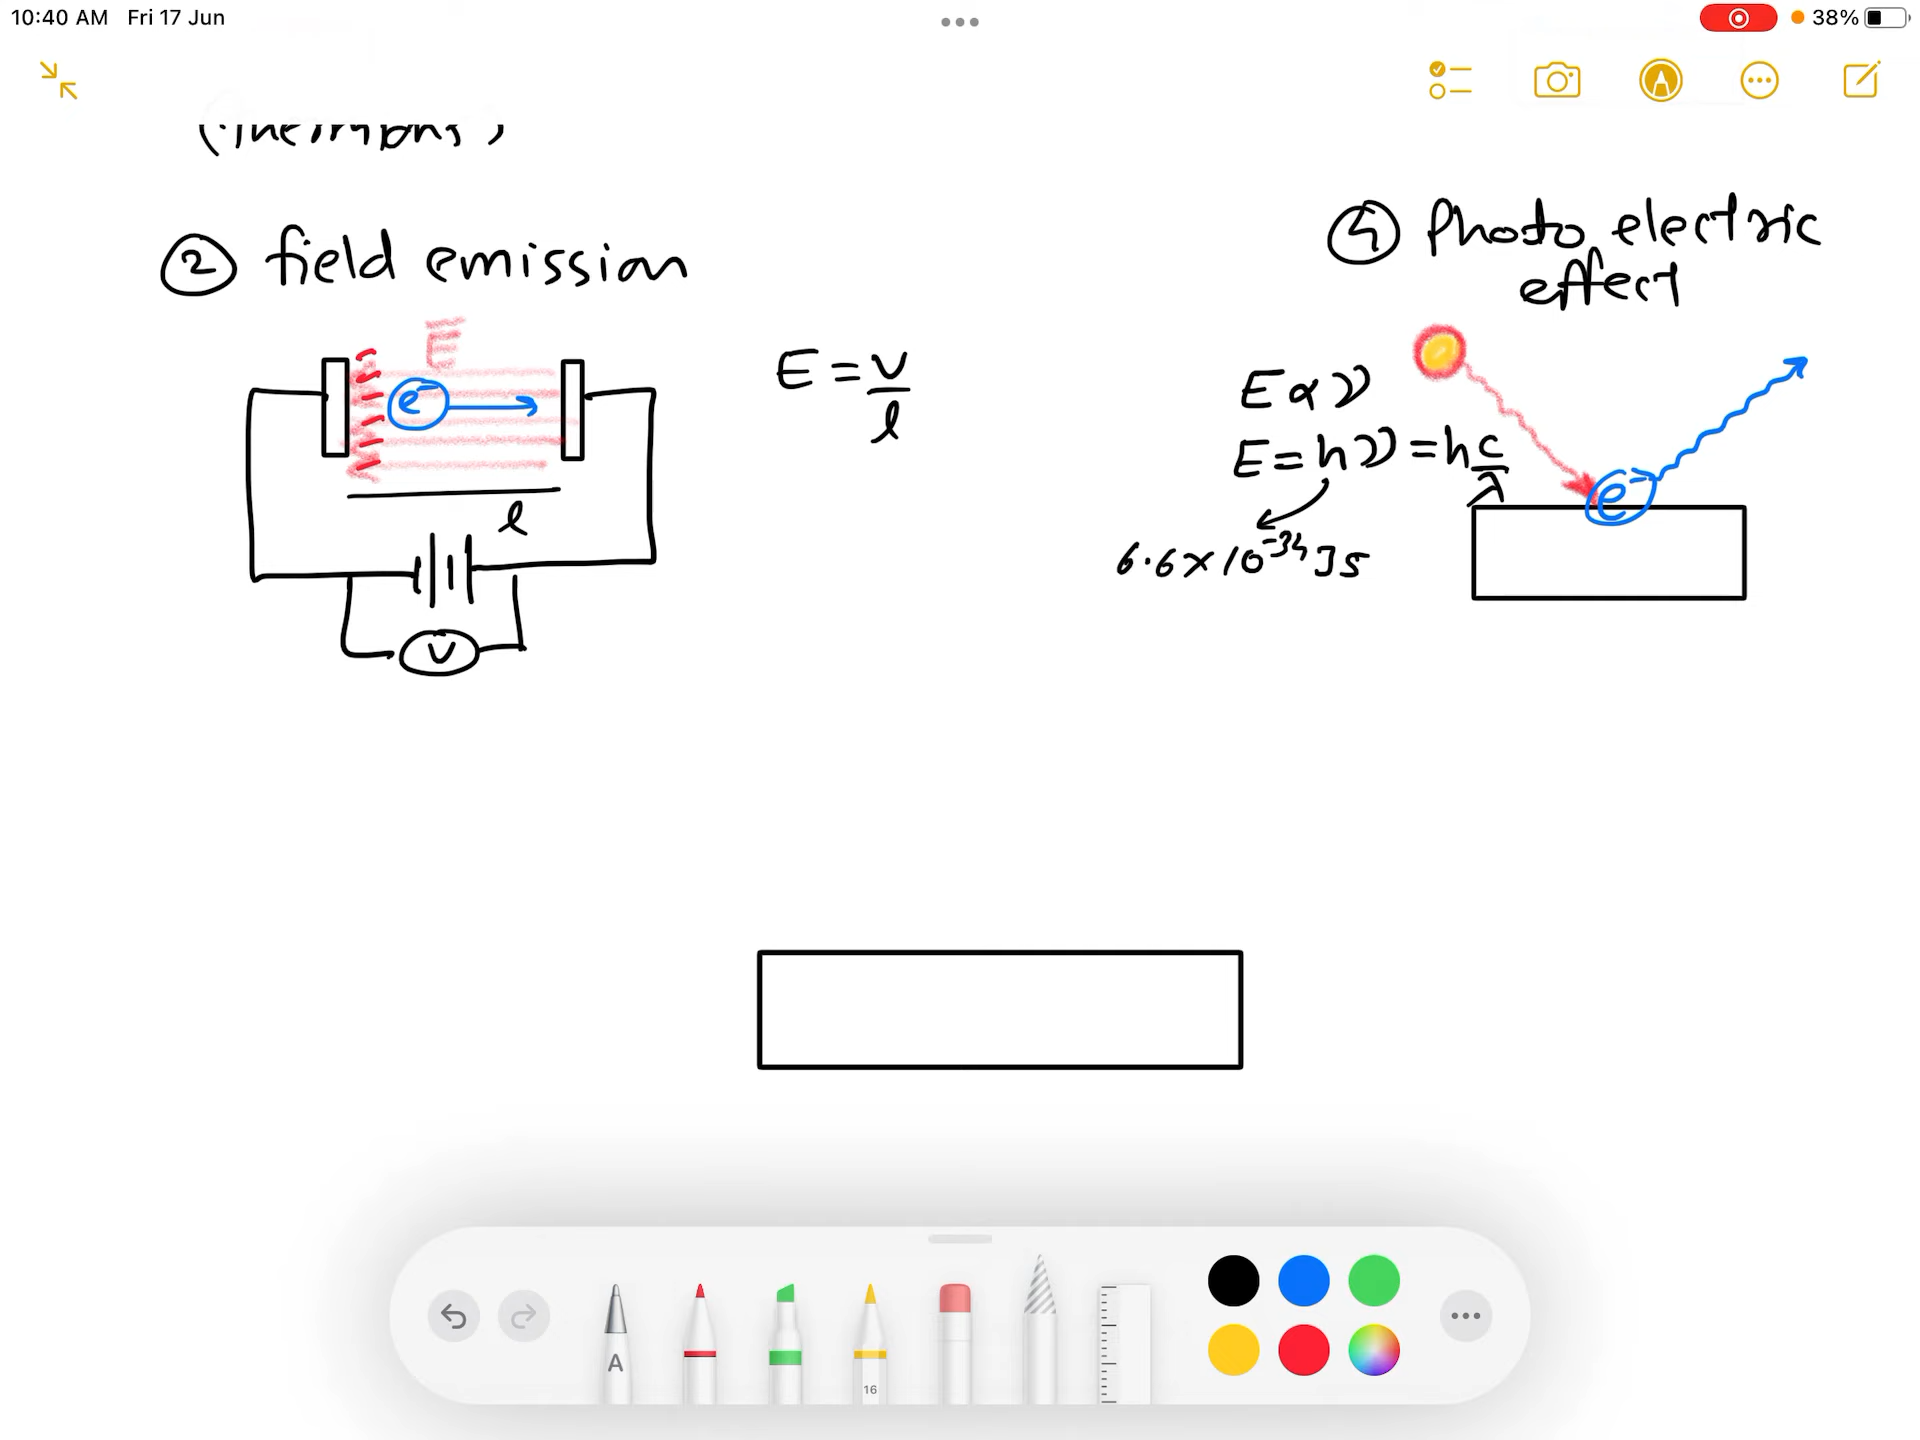 10:40 AM Fri 17 Jun
38%
② field emission
E
e⁻
l
V
E = V/l
④ Photo electric
effect
E ∝ ν
E = hν = hc/λ
6.6 × 10⁻³⁴ Js
e⁻
A
16